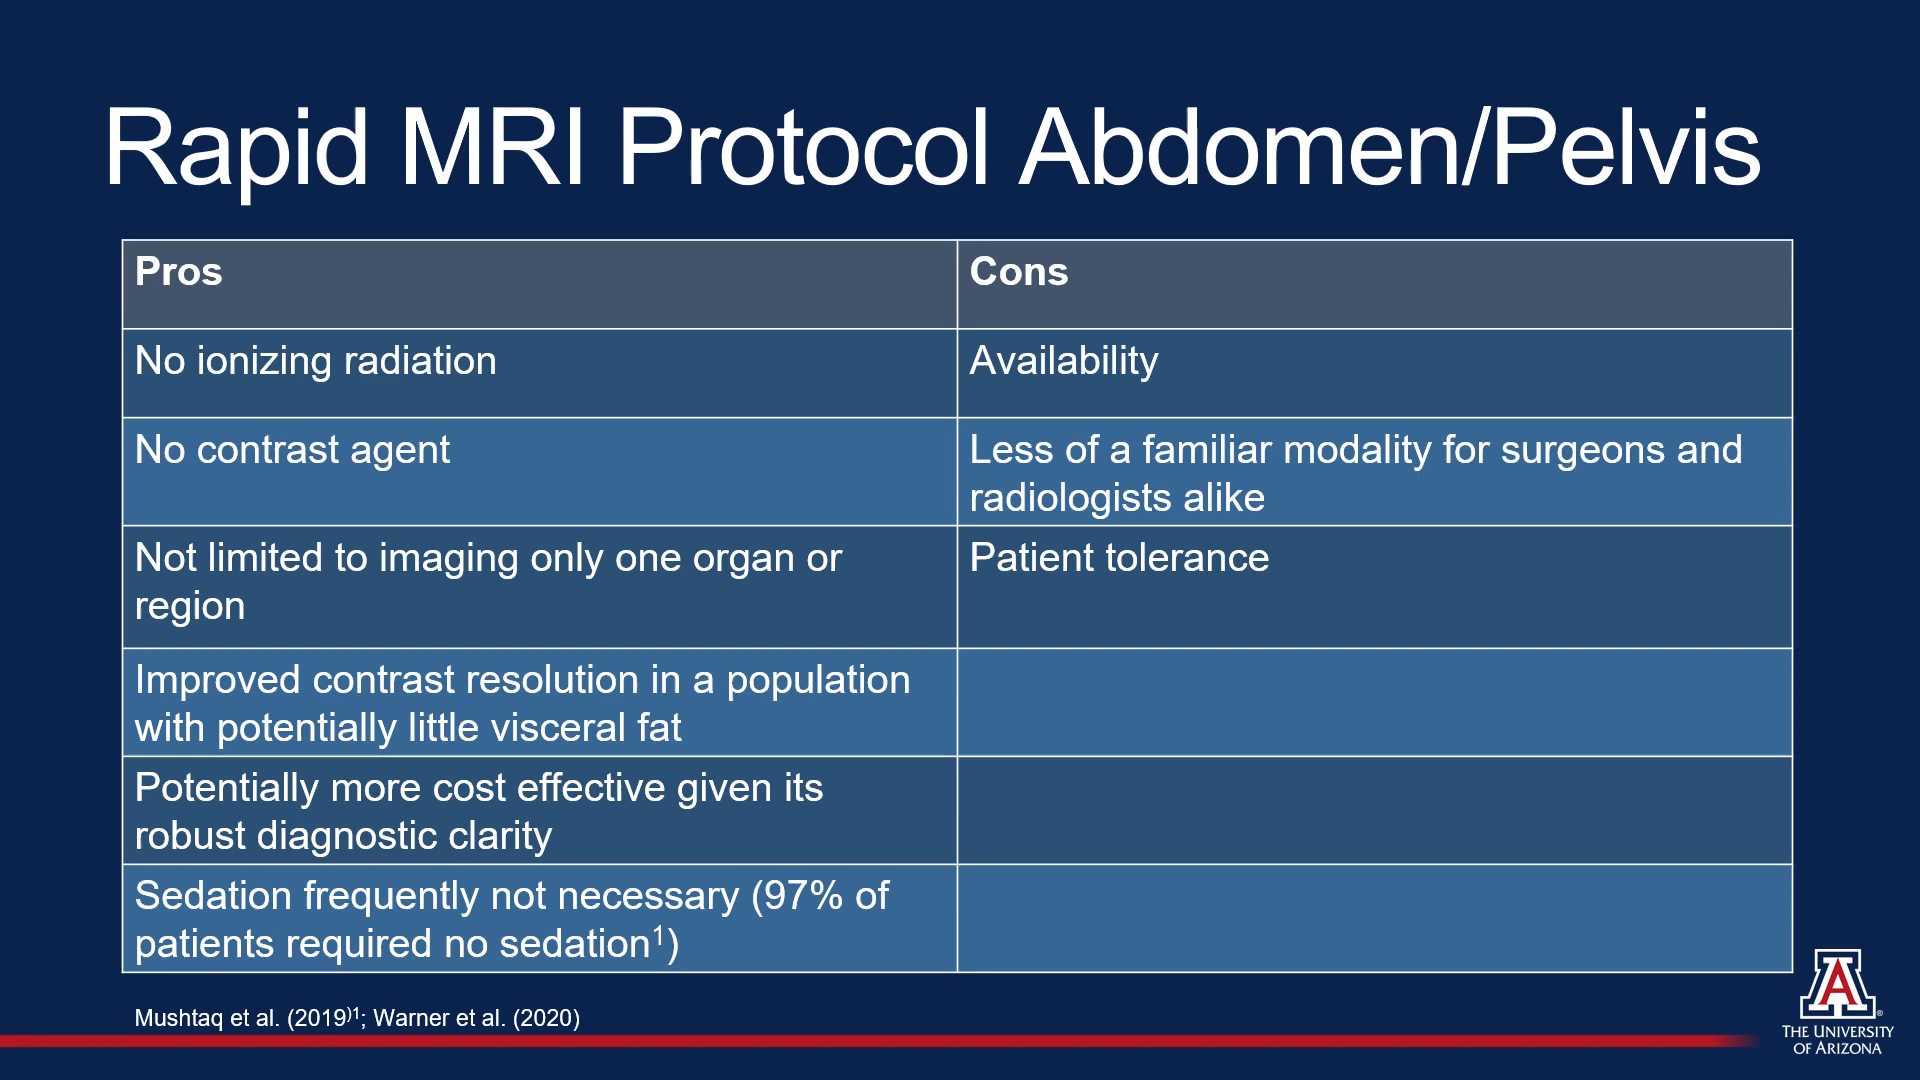 Rapid MRI Protocol Abdomen/Pelvis
Pros
Cons
No ionizing radiation
Availability
No contrast agent
Less of a familiar modality for surgeons and
radiologists alike
Not limited to imaging only one organ or
region
Patient tolerance
Improved contrast resolution in a population
with potentially little visceral fat
Potentially more cost effective given its
robust diagnostic clarity
Sedation frequently not necessary (97% of
patients required no sedation¹)
Mushtaq et al. (2019⁾¹; Warner et al. (2020)
A®
THE UNIVERSITY
OF ARIZONA